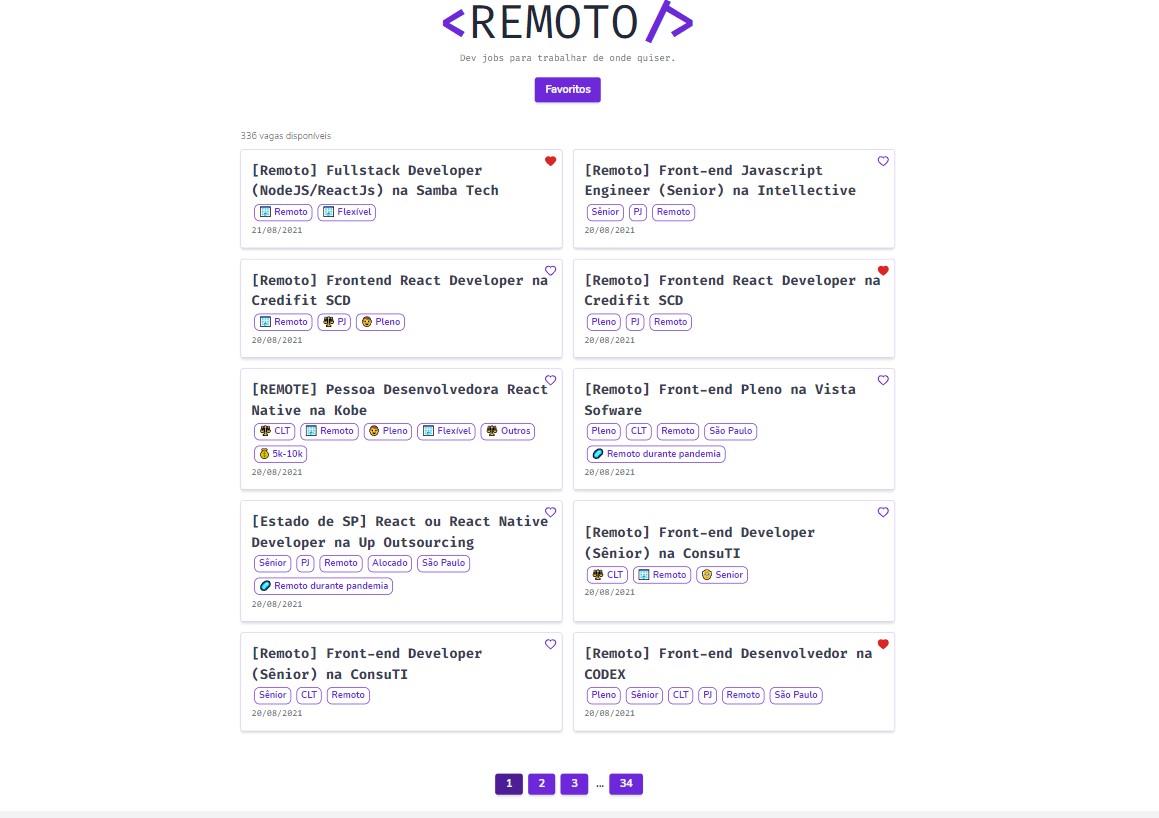 <REMOTO/>
Dev jobs para trabalhar de onde quiser.
Favoritos
336 vagas disponíveis
[Remoto] Fullstack Developer
(NodeJS/ReactJs) na Samba Tech
Remoto Flexível
21/08/2021
[Remoto] Front-end Javascript
Engineer (Senior) na Intellective
Sênior PJ Remoto
20/08/2021
[Remoto] Frontend React Developer na
Credifit SCD
Remoto PJ Pleno
20/08/2021
[Remoto] Frontend React Developer na
Credifit SCD
Pleno PJ Remoto
20/08/2021
[REMOTE] Pessoa Desenvolvedora React
Native na Kobe
CLT Remoto Pleno Flexível Outros
5k-10k
20/08/2021
[Remoto] Front-end Pleno na Vista
Sofware
Pleno CLT Remoto São Paulo
Remoto durante pandemia
20/08/2021
[Estado de SP] React ou React Native
Developer na Up Outsourcing
Sênior PJ Remoto Alocado São Paulo
Remoto durante pandemia
20/08/2021
[Remoto] Front-end Developer
(Sênior) na ConsuTI
CLT Remoto Senior
20/08/2021
[Remoto] Front-end Developer
(Sênior) na ConsuTI
Sênior CLT Remoto
20/08/2021
[Remoto] Front-end Desenvolvedor na
CODEX
Pleno Sênior CLT PJ Remoto São Paulo
20/08/2021
1 2 3 ... 34